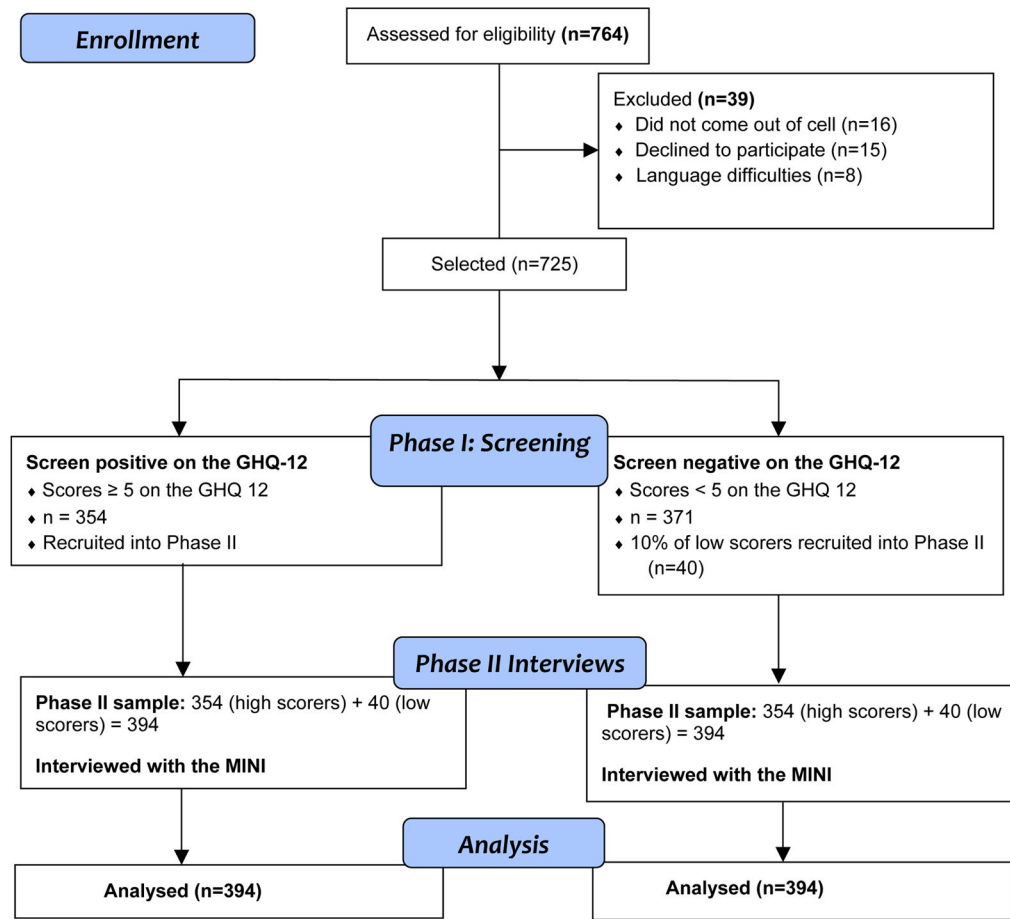 Enrollment
Assessed for eligibility (n=764)
Excluded (n=39)
♦ Did not come out of cell (n=16)
♦ Declined to participate (n=15)
♦ Language difficulties (n=8)
Selected (n=725)
Phase I: Screening
Screen positive on the GHQ-12
♦ Scores ≥ 5 on the GHQ 12
♦ n = 354
♦ Recruited into Phase II
Screen negative on the GHQ-12
♦ Scores < 5 on the GHQ 12
♦ n = 371
♦ 10% of low scorers recruited into Phase II
(n=40)
Phase II Interviews
Phase II sample: 354 (high scorers) + 40 (low
scorers) = 394
Interviewed with the MINI
Phase II sample: 354 (high scorers) + 40 (low
scorers) = 394
Interviewed with the MINI
Analysis
Analysed (n=394)
Analysed (n=394)